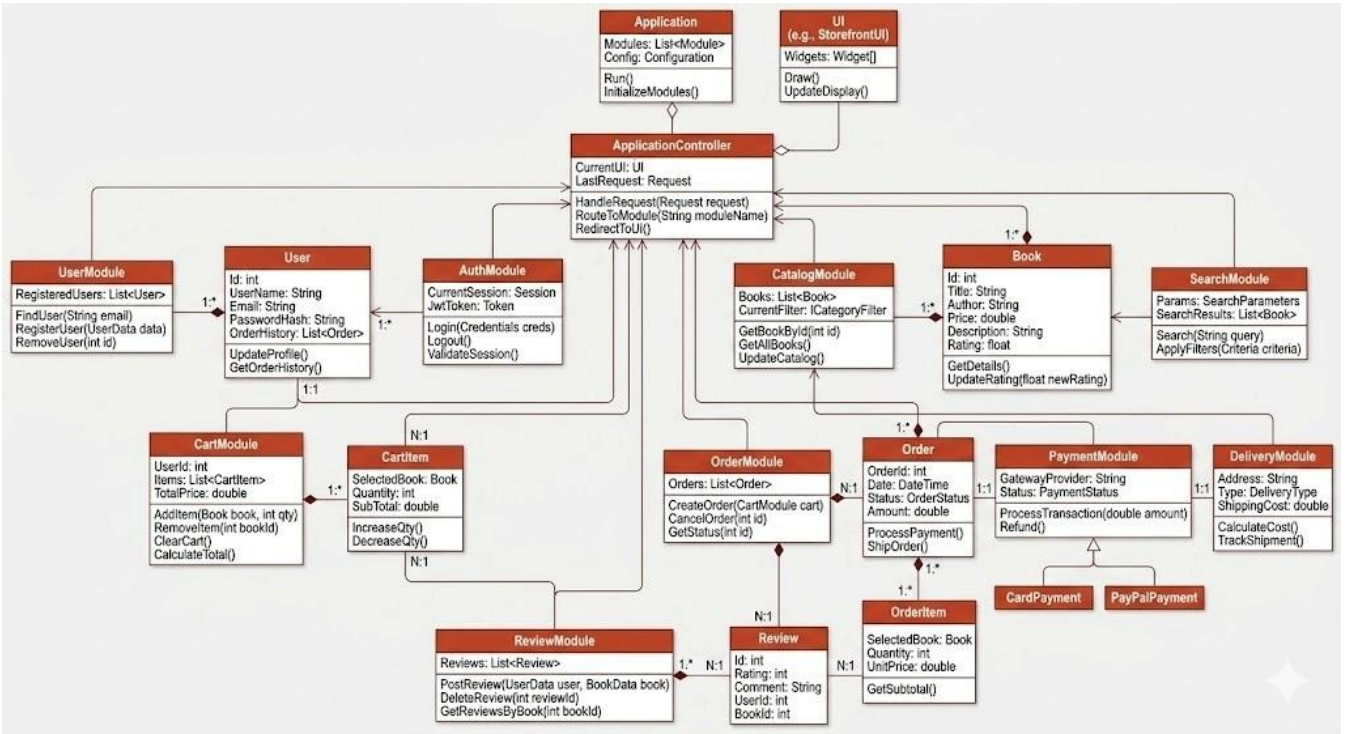 Application
Modules: List<Module>
Config: Configuration
Run()
InitializeModules()
UI
(e.g., StorefrontUI)
Widgets: Widget[]
Draw()
UpdateDisplay()
ApplicationController
CurrentUI: UI
LastRequest: Request
HandleRequest(Request request)
RouteToModule(String moduleName)
RedirectToUi()
UserModule
RegisteredUsers: List<User>
FindUser(String email)
RegisterUser(UserData data)
RemoveUser(int id)
1:*
User
Id: int
UserName: String
Email: String
PasswordHash: String
OrderHistory: List<Order>
UpdateProfile()
GetOrderHistory()
1:*
1:1
AuthModule
CurrentSession: Session
JwtToken: Token
Login(Credentials creds)
Logout()
ValidateSession()
CatalogModule
Books: List<Book>
CurrentFilter: ICategoryFilter
GetBookById(int id)
GetAllBooks()
UpdateCatalog()
1:*
1:*
Book
Id: int
Title: String
Author: String
Price: double
Description: String
Rating: float
GetDetails()
UpdateRating(float newRating)
SearchModule
Params: SearchParameters
SearchResults: List<Book>
Search(String query)
ApplyFilters(Criteria criteria)
CartModule
UserId: int
Items: List<CartItem>
TotalPrice: double
AddItem(Book book, int qty)
RemoveItem(int bookId)
ClearCart()
CalculateTotal()
1:*
N:1
CartItem
SelectedBook: Book
Quantity: int
SubTotal: double
IncreaseQty()
DecreaseQty()
N:1
OrderModule
Orders: List<Order>
CreateOrder(CartModule cart)
CancelOrder(int id)
GetStatus(int id)
N:1
1:*
Order
OrderId: int
Date: DateTime
Status: OrderStatus
Amount: double
ProcessPayment()
ShipOrder()
1:1
1:*
PaymentModule
GatewayProvider: String
Status: PaymentStatus
ProcessTransaction(double amount)
Refund()
1:1
DeliveryModule
Address: String
Type: DeliveryType
ShippingCost: double
CalculateCost()
TrackShipment()
CardPayment
PayPalPayment
1:*
OrderItem
SelectedBook: Book
Quantity: int
UnitPrice: double
GetSubtotal()
ReviewModule
Reviews: List<Review>
PostReview(UserData user, BookData book)
DeleteReview(int reviewId)
GetReviewsByBook(int bookId)
1:*
N:1
N:1
Review
Id: int
Rating: int
Comment: String
UserId: int
BookId: int
N:1